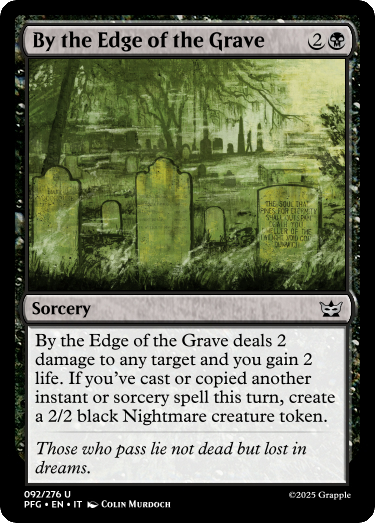 By the Edge of the Grave 2
Sorcery
By the Edge of the Grave deals 2
damage to any target and you gain 2
life. If you've cast or copied another
instant or sorcery spell this turn, create
a 2/2 black Nightmare creature token.
Those who pass lie not dead but lost in
dreams.
092/276 U
PFG • EN • IT Colin Murdoch
©2025 Grapple